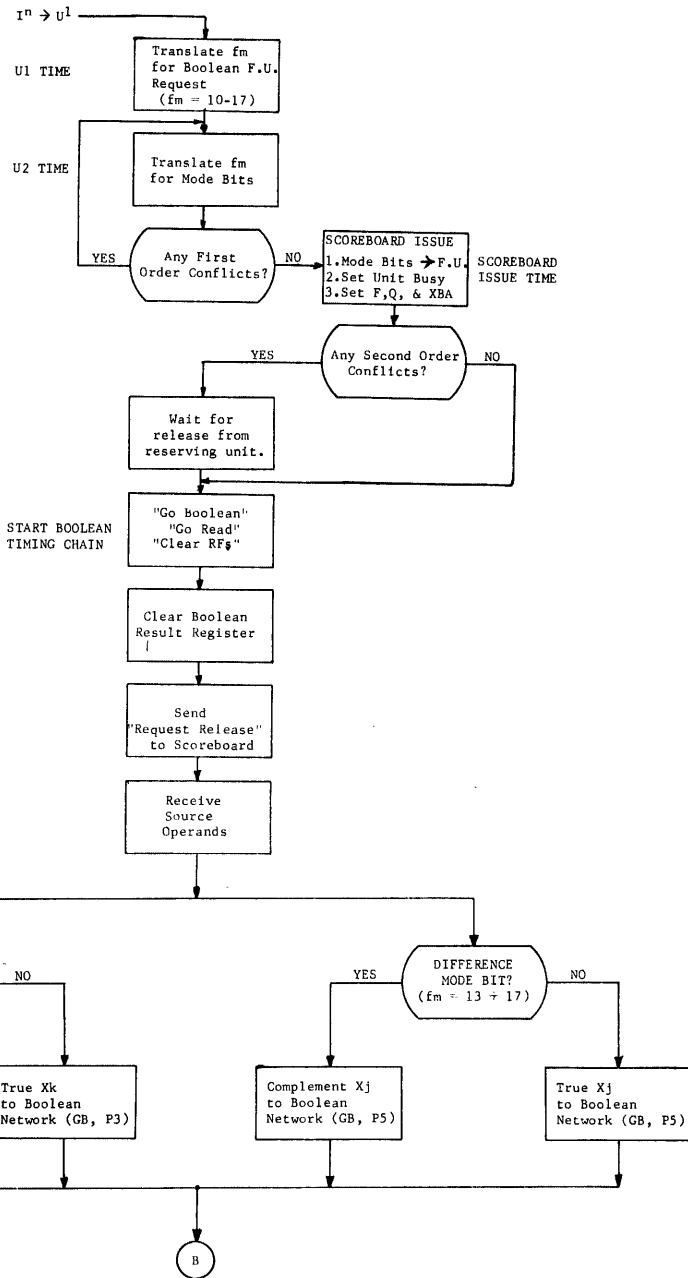 Iⁿ → U¹
U1 TIME
Translate fm
for Boolean F.U.
Request
(fm = 10-17)
U2 TIME
Translate fm
for Mode Bits
YES
Any First
Order Conflicts?
NO
SCOREBOARD ISSUE
1.Mode Bits → F.U.
2.Set Unit Busy
3.Set F,Q, & XBA
SCOREBOARD
ISSUE TIME
YES
Any Second Order
Conflicts?
NO
Wait for
release from
reserving unit.
START BOOLEAN
TIMING CHAIN
"Go Boolean"
"Go Read"
"Clear RFs"
Clear Boolean
Result Register
Send
"Request Release"
to Scoreboard
Receive
Source
Operands
NO
YES
DIFFERENCE
MODE BIT?
(fm = 13 ÷ 17)
NO
True Xk
to Boolean
Network (GB, P3)
Complement Xj
to Boolean
Network (GB, P5)
True Xj
to Boolean
Network (GB, P5)
B